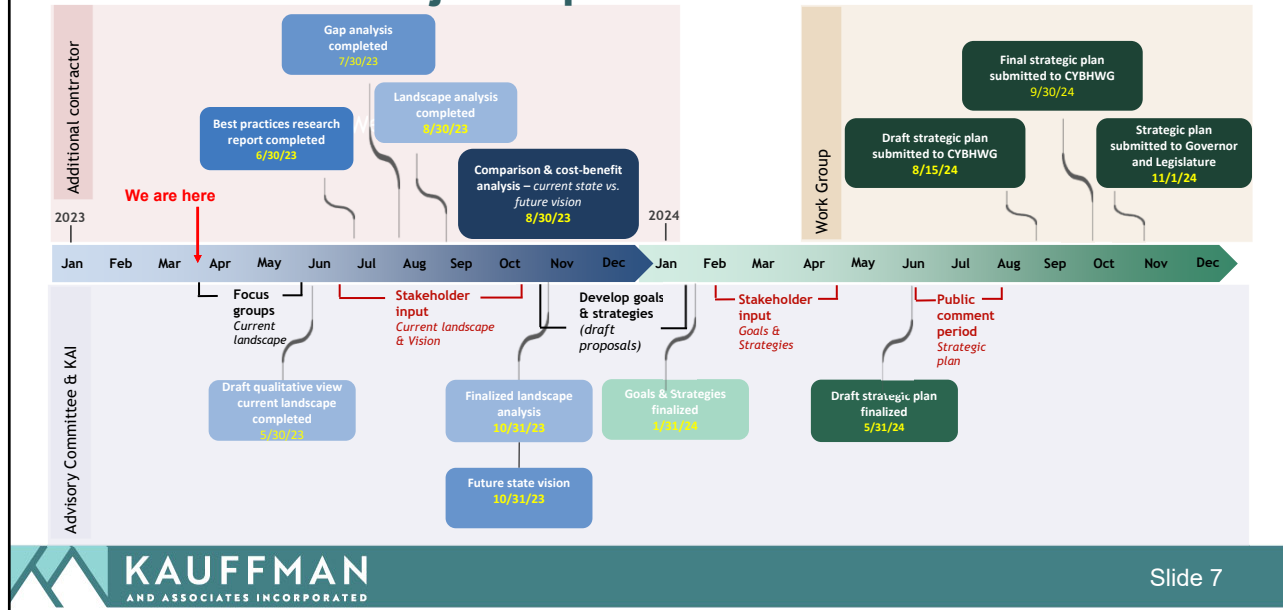 Additional contractor
Gap analysis
completed
7/30/23
Landscape analysis
completed
8/30/23
Best practices research
report completed
6/30/23
Comparison & cost-benefit
analysis – current state vs.
future vision
8/30/23
We are here
2023
2024
Work Group
Final strategic plan
submitted to CYBHWG
9/30/24
Draft strategic plan
submitted to CYBHWG
8/15/24
Strategic plan
submitted to Governor
and Legislature
11/1/24
Jan Feb Mar Apr May Jun Jul Aug Sep Oct Nov Dec Jan Feb Mar Apr May Jun Jul Aug Sep Oct Nov Dec
Advisory Committee & KAI
Focus
groups
Current
landscape
Stakeholder
input
Current landscape
& Vision
Develop goals
& strategies
(draft
proposals)
Stakeholder
input
Goals &
Strategies
Public
comment
period
Strategic
plan
Draft qualitative view
current landscape
completed
5/30/23
Finalized landscape
analysis
10/31/23
Goals & Strategies
finalized
1/31/24
Draft strategic plan
finalized
5/31/24
Future state vision
10/31/23
KAUFFMAN
AND ASSOCIATES INCORPORATED
Slide 7